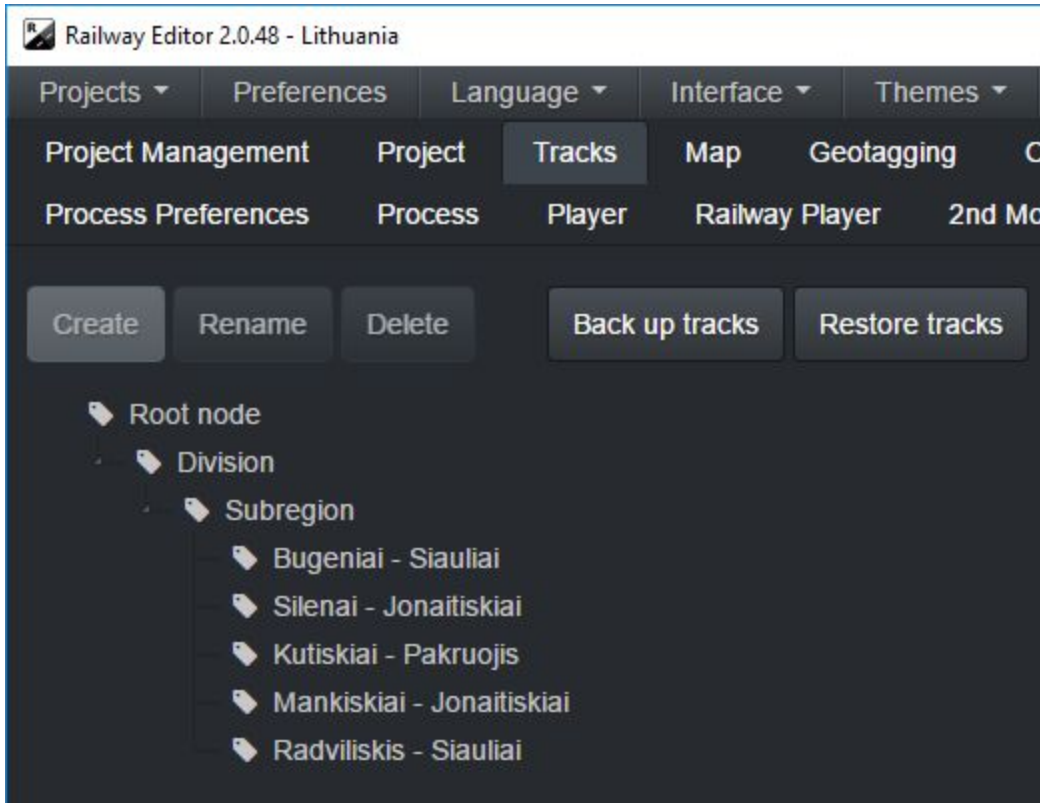 Railway Editor 2.0.48 - Lithuania
Projects Preferences Language Interface Themes
Project Management Project Tracks Map Geotagging
Process Preferences Process Player Railway Player 2nd
Create Rename Delete Back up tracks Restore tracks
Root node
Division
Subregion
Bugeniai - Siauliai
Silenai - Jonaitiskiai
Kutiskiai - Pakruojis
Mankiskiai - Jonaitiskiai
Radviliskis - Siauliai